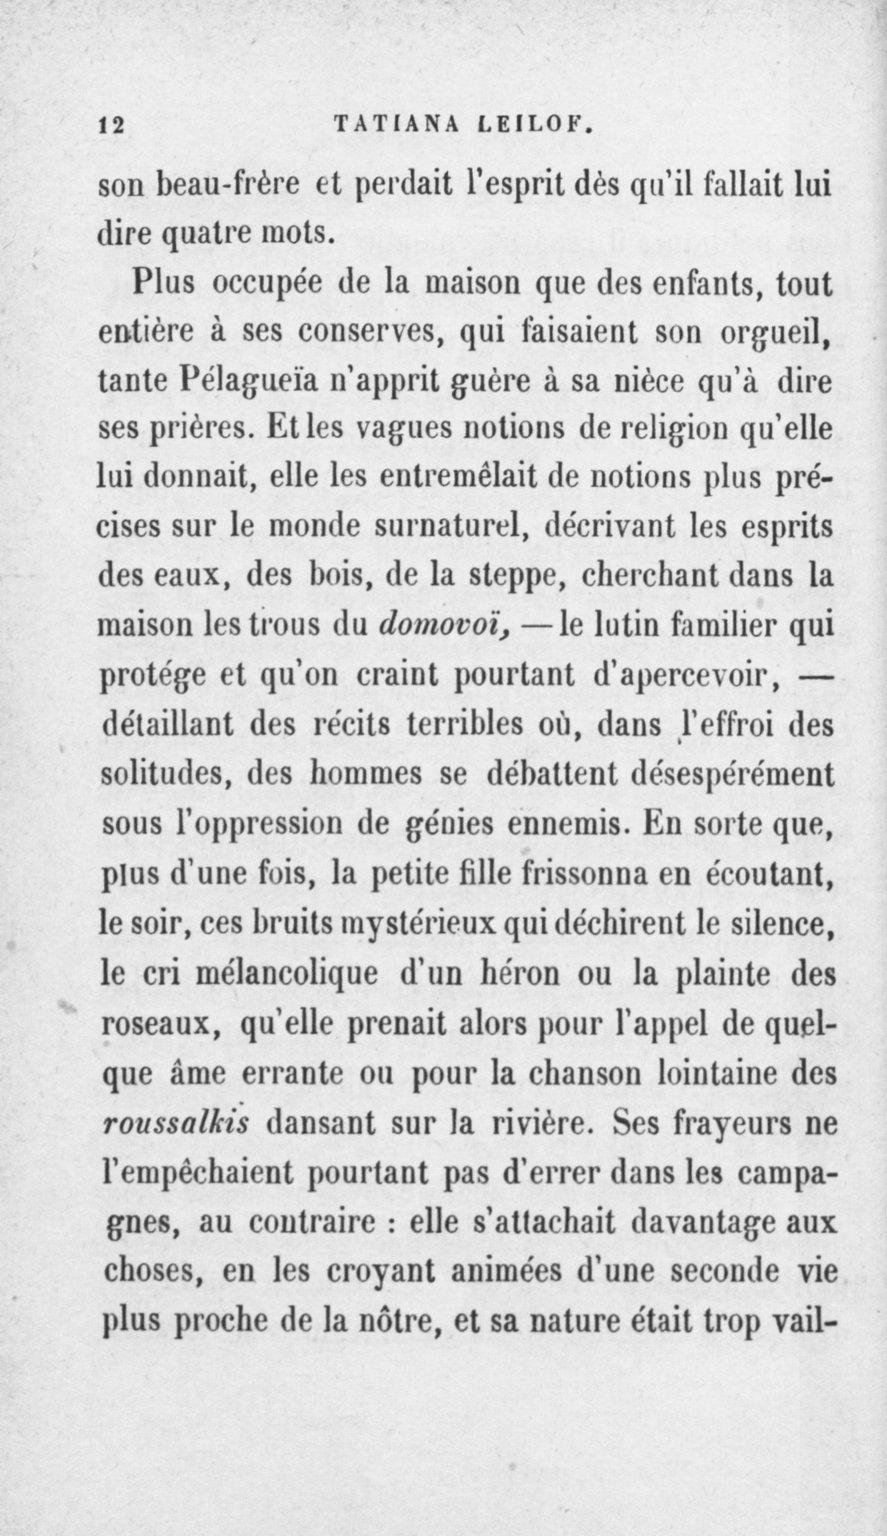 12 TATIANA LEILOF.
son beau-frère et perdait l'esprit dès qu'il fallait lui
dire quatre mots.
Plus occupée de la maison que des enfants, tout
entière à ses conserves, qui faisaient son orgueil,
tante Pélagueïa n'apprit guère à sa nièce qu'à dire
ses prières. Et les vagues notions de religion qu'elle
lui donnait, elle les entremêlait de notions plus pré-
cises sur le monde surnaturel, décrivant les esprits
des eaux, des bois, de la steppe, cherchant dans la
maison les trous du domovoï, — le lutin familier qui
protége et qu'on craint pourtant d'apercevoir, —
détaillant des récits terribles où, dans l'effroi des
solitudes, des hommes se débattent désespérément
sous l'oppression de génies ennemis. En sorte que,
plus d'une fois, la petite fille frissonna en écoutant,
le soir, ces bruits mystérieux qui déchirent le silence,
le cri mélancolique d'un héron ou la plainte des
roseaux, qu'elle prenait alors pour l'appel de quel-
que âme errante ou pour la chanson lointaine des
roussalkis dansant sur la rivière. Ses frayeurs ne
l'empêchaient pourtant pas d'errer dans les campa-
gnes, au contraire : elle s'attachait davantage aux
choses, en les croyant animées d'une seconde vie
plus proche de la nôtre, et sa nature était trop vail-